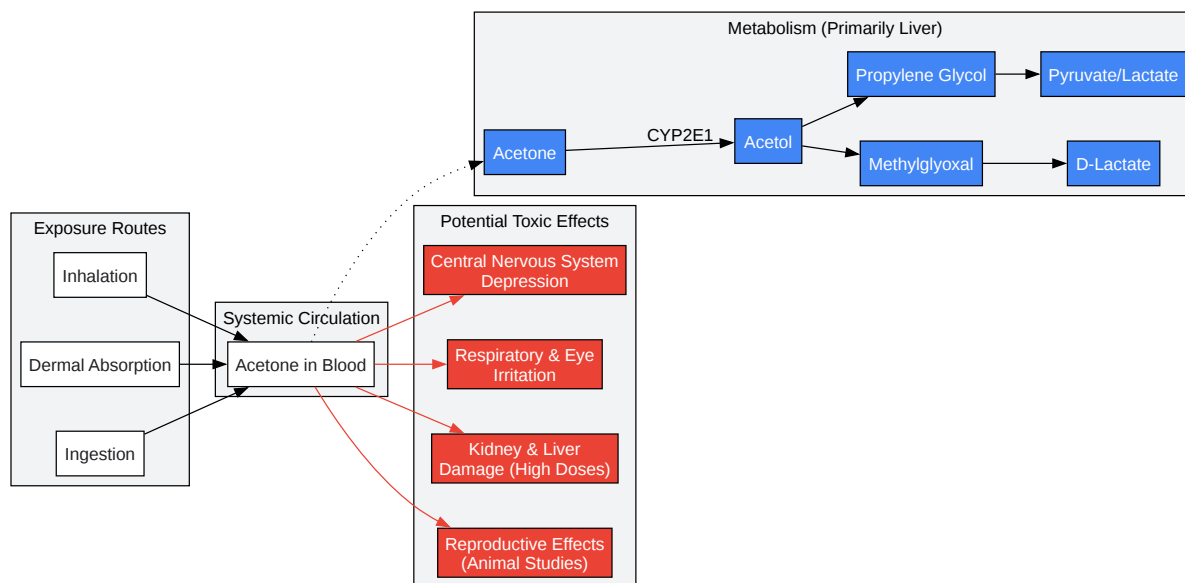 Metabolism (Primarily Liver)
Propylene Glycol
Pyruvate/Lactate
Acetone
CYP2E1
Acetol
Methylglyoxal
D-Lactate
Exposure Routes
Inhalation
Dermal Absorption
Ingestion
Systemic Circulation
Acetone in Blood
Potential Toxic Effects
Central Nervous System
Depression
Respiratory & Eye
Irritation
Kidney & Liver
Damage (High Doses)
Reproductive Effects
(Animal Studies)